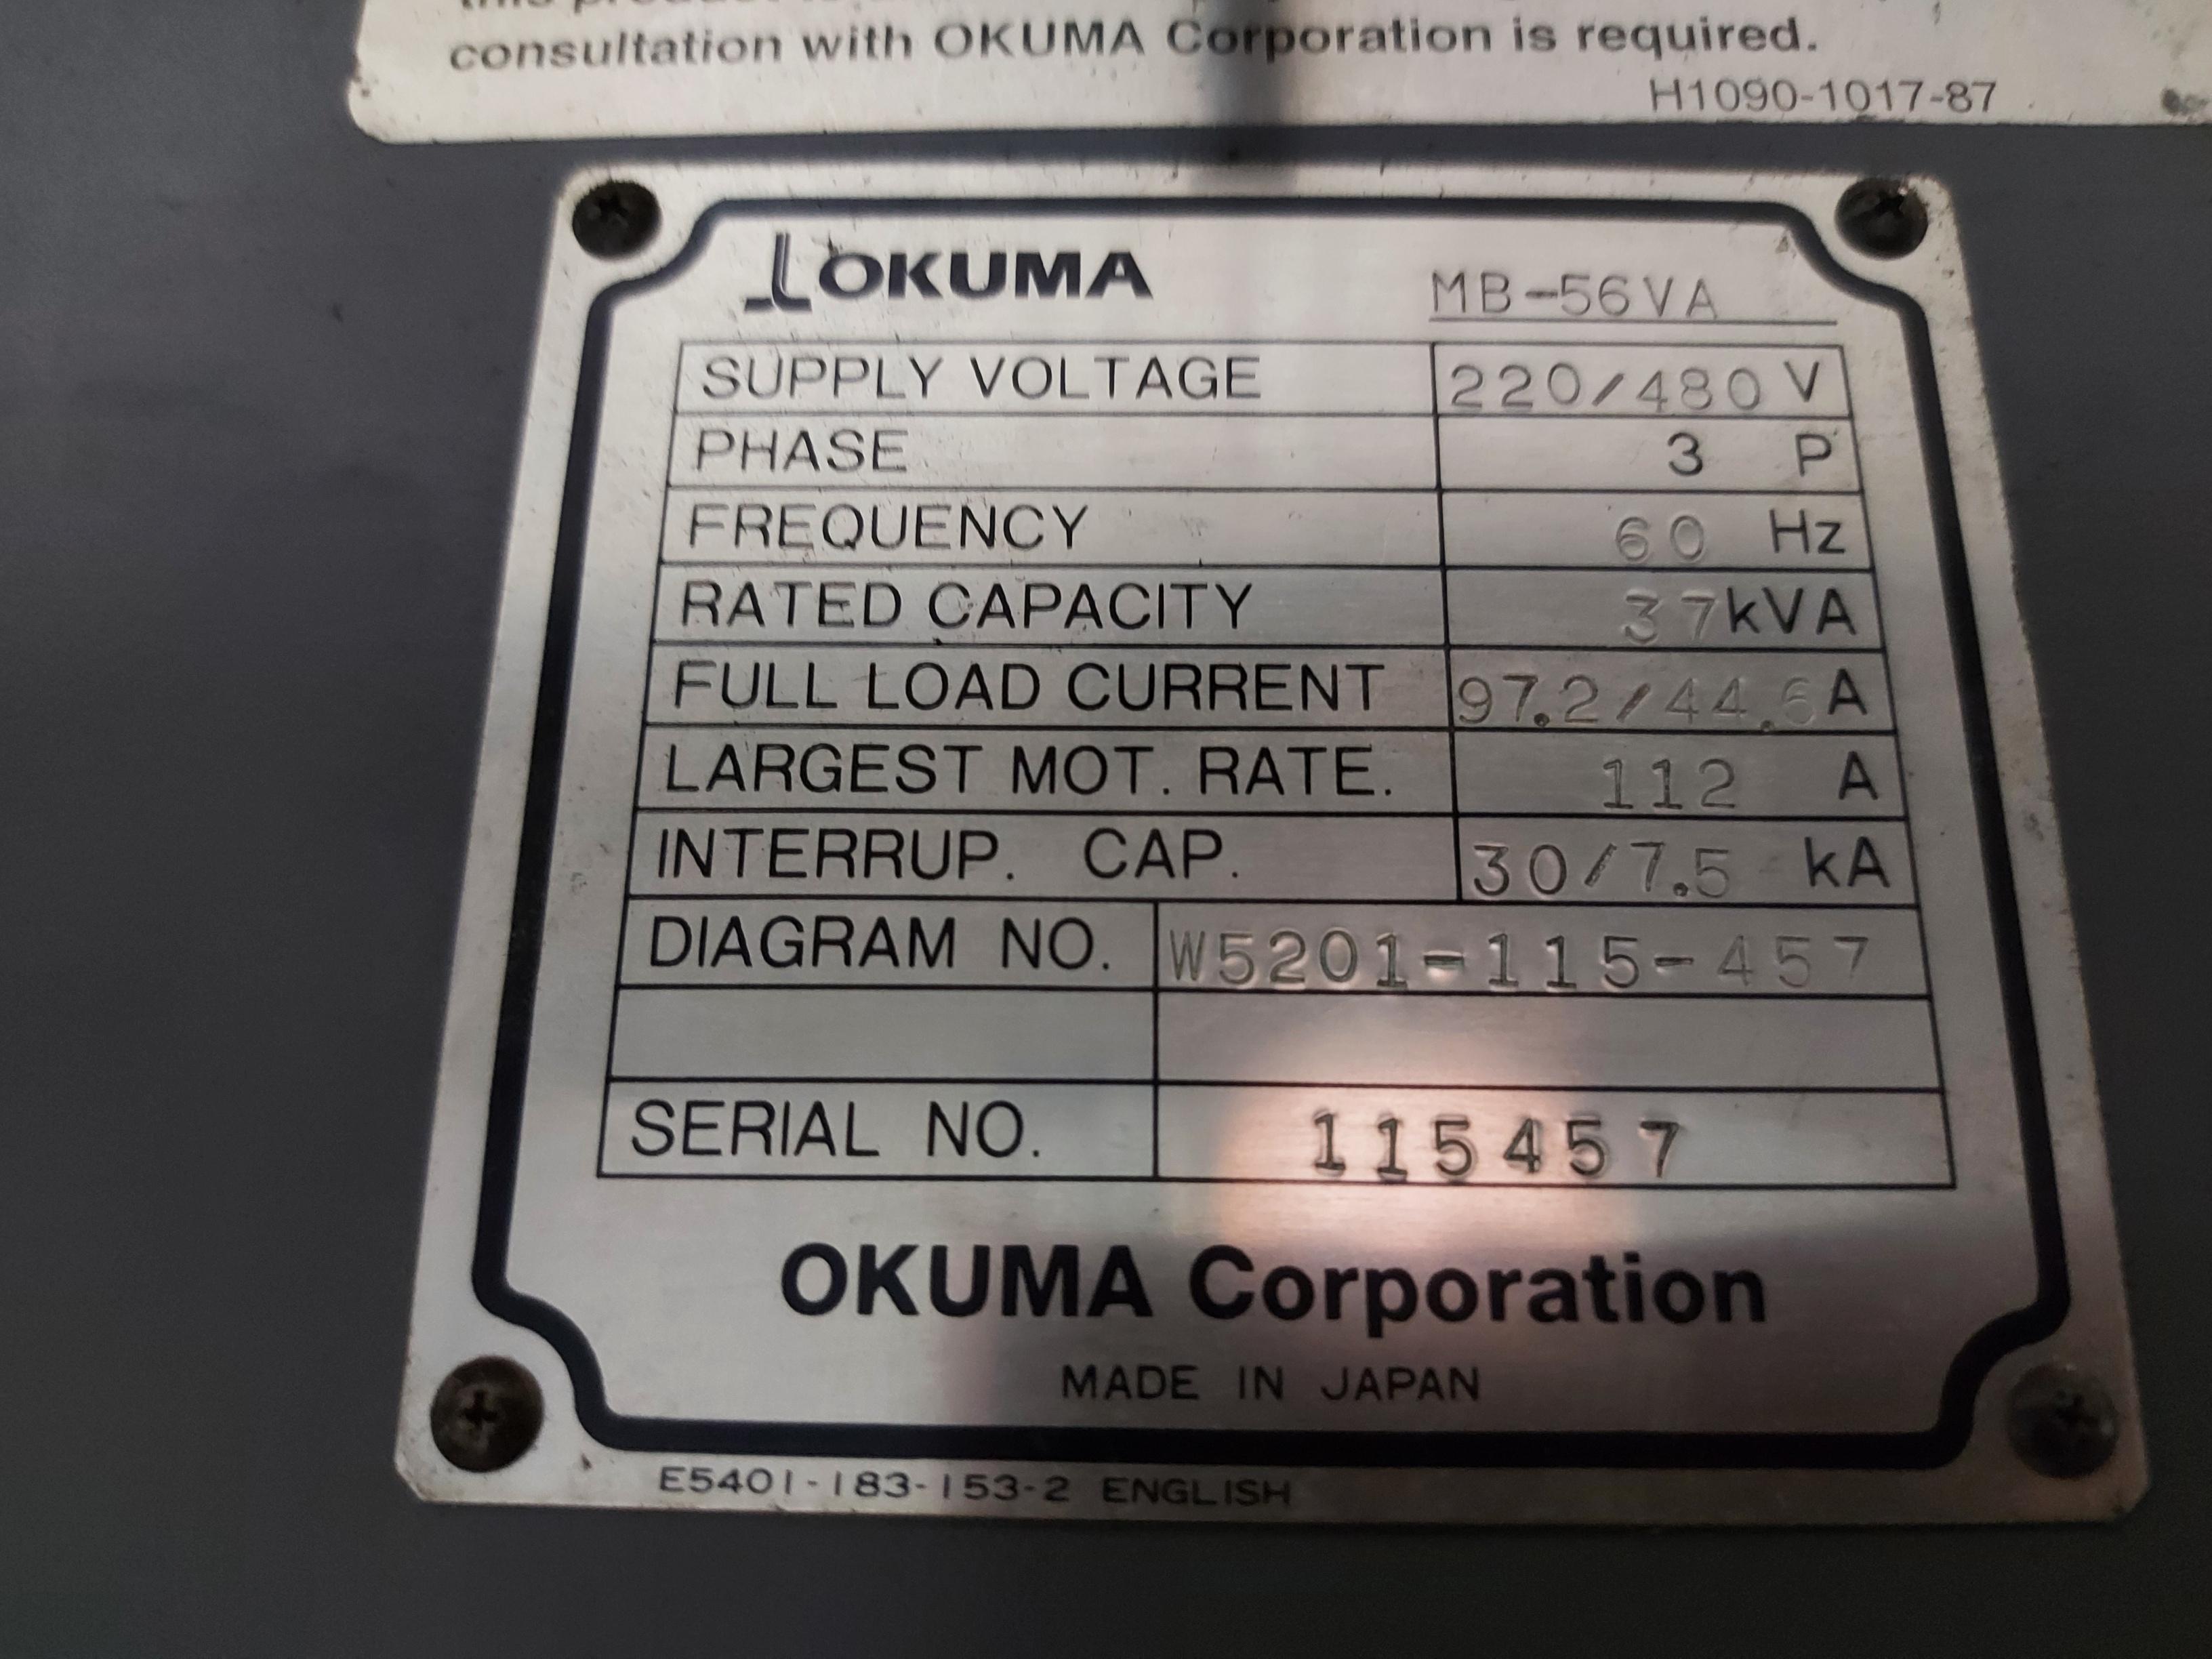 consultation with OKUMA Corporation is required.
H1090-1017-87
OKUMA MB-56VA
SUPPLY VOLTAGE 220/480 V
PHASE 3 P
FREQUENCY 60 Hz
RATED CAPACITY 37kVA
FULL LOAD CURRENT 97.2/44.6A
LARGEST MOT. RATE. 112 A
INTERRUP. CAP. 30/7.5 kA
DIAGRAM NO. W5201-115-457
SERIAL NO. 115457
OKUMA Corporation
MADE IN JAPAN
E5401-183-153-2 ENGLISH